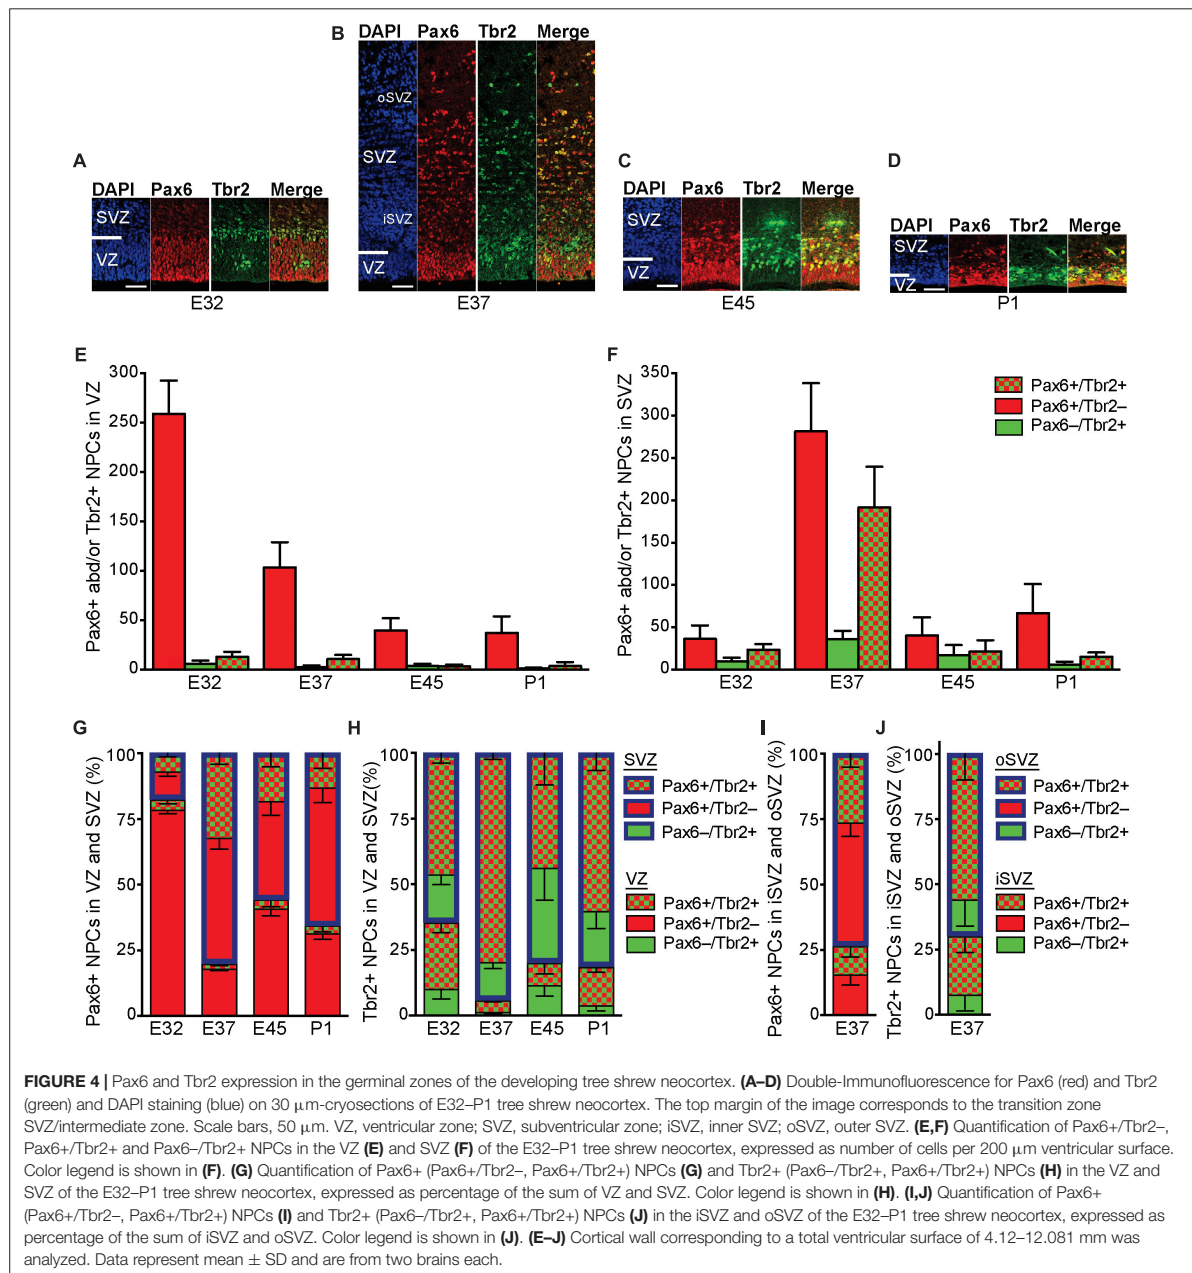 B
DAPI Pax6 Tbr2 Merge
oSVZ
SVZ
iSVZ
VZ
E37
A
DAPI Pax6 Tbr2 Merge
SVZ
VZ
E32
C
DAPI Pax6 Tbr2 Merge
SVZ
VZ
E45
D
DAPI Pax6 Tbr2 Merge
SVZ
VZ
P1
E
Pax6+ abd/or Tbr2+ NPCs in VZ
300
250
200
150
100
50
0
E32 E37 E45 P1
F
Pax6+ abd/or Tbr2+ NPCs in SVZ
350
300
250
200
150
100
50
0
E32 E37 E45 P1
Pax6+/Tbr2+
Pax6+/Tbr2–
Pax6–/Tbr2+
G
Pax6+ NPCs in VZ and SVZ (%)
100
75
50
25
0
E32 E37 E45 P1
H
Tbr2+ NPCs in VZ and SVZ(%)
100
75
50
25
0
E32 E37 E45 P1
SVZ
Pax6+/Tbr2+
Pax6+/Tbr2–
Pax6–/Tbr2+
VZ
Pax6+/Tbr2+
Pax6+/Tbr2–
Pax6–/Tbr2+
I
Pax6+ NPCs in iSVZ and oSVZ (%)
100
75
50
25
0
E37
J
Tbr2+ NPCs in iSVZ and oSVZ (%)
100
75
50
25
0
E37
oSVZ
Pax6+/Tbr2+
Pax6+/Tbr2–
Pax6–/Tbr2+
iSVZ
Pax6+/Tbr2+
Pax6+/Tbr2–
Pax6–/Tbr2+
FIGURE 4 | Pax6 and Tbr2 expression in the germinal zones of the developing tree shrew neocortex. (A–D) Double-Immunofluorescence for Pax6 (red) and Tbr2
(green) and DAPI staining (blue) on 30 μm-cryosections of E32–P1 tree shrew neocortex. The top margin of the image corresponds to the transition zone
SVZ/intermediate zone. Scale bars, 50 μm. VZ, ventricular zone; SVZ, subventricular zone; iSVZ, inner SVZ; oSVZ, outer SVZ. (E,F) Quantification of Pax6+/Tbr2–,
Pax6+/Tbr2+ and Pax6–/Tbr2+ NPCs in the VZ (E) and SVZ (F) of the E32–P1 tree shrew neocortex, expressed as number of cells per 200 μm ventricular surface.
Color legend is shown in (F). (G) Quantification of Pax6+ (Pax6+/Tbr2–, Pax6+/Tbr2+) NPCs (G) and Tbr2+ (Pax6–/Tbr2+, Pax6+/Tbr2+) NPCs (H) in the VZ and
SVZ of the E32–P1 tree shrew neocortex, expressed as percentage of the sum of VZ and SVZ. Color legend is shown in (H). (I,J) Quantification of Pax6+
(Pax6+/Tbr2–, Pax6+/Tbr2+) NPCs (I) and Tbr2+ (Pax6–/Tbr2+, Pax6+/Tbr2+) NPCs (J) in the iSVZ and oSVZ of the E32–P1 tree shrew neocortex, expressed as
percentage of the sum of iSVZ and oSVZ. Color legend is shown in (J). (E–J) Cortical wall corresponding to a total ventricular surface of 4.12–12.081 mm was
analyzed. Data represent mean ± SD and are from two brains each.